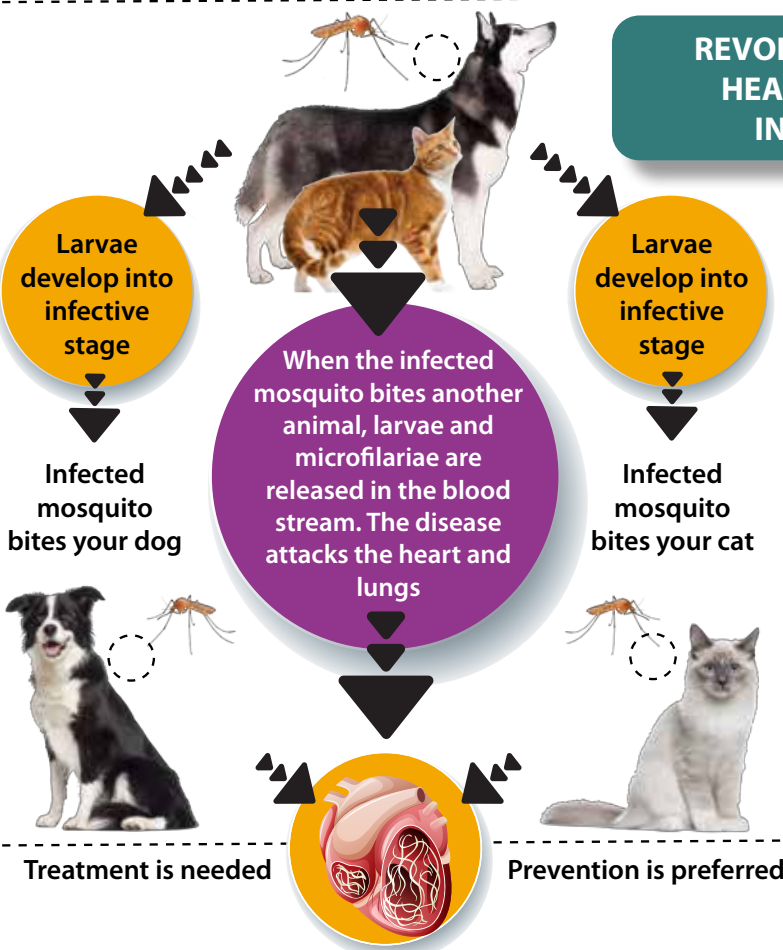 REVO
HEA
IN
Larvae
develop into
infective
stage
When the infected
mosquito bites another
animal, larvae and
microfilariae are
released in the blood
stream. The disease
attacks the heart and
lungs
Larvae
develop into
infective
stage
Infected
mosquito
bites your dog
Infected
mosquito
bites your cat
Treatment is needed
Prevention is preferred